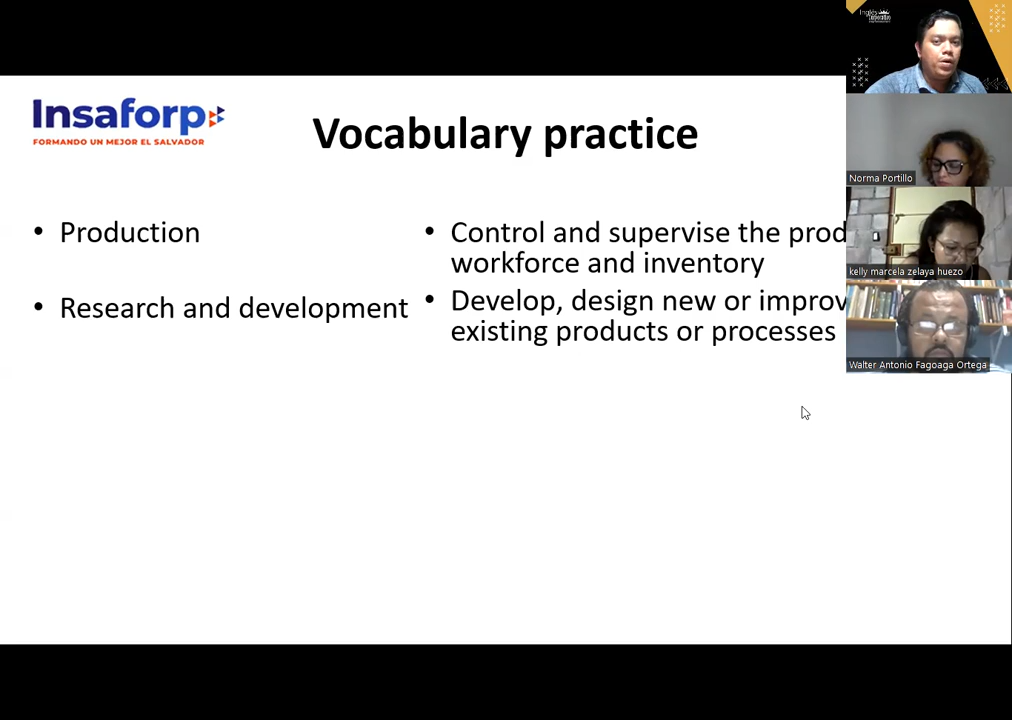 Insaforp
FORMANDO UN MEJOR EL SALVADOR
Vocabulary practice
• Production
• Research and development
• Control and supervise the prod
workforce and inventory
• Develop, design new or improv
existing products or processes
Inglés
Norma Portillo
kelly marcela zelaya huezo
Walter Antonio Fagoaga Ortega